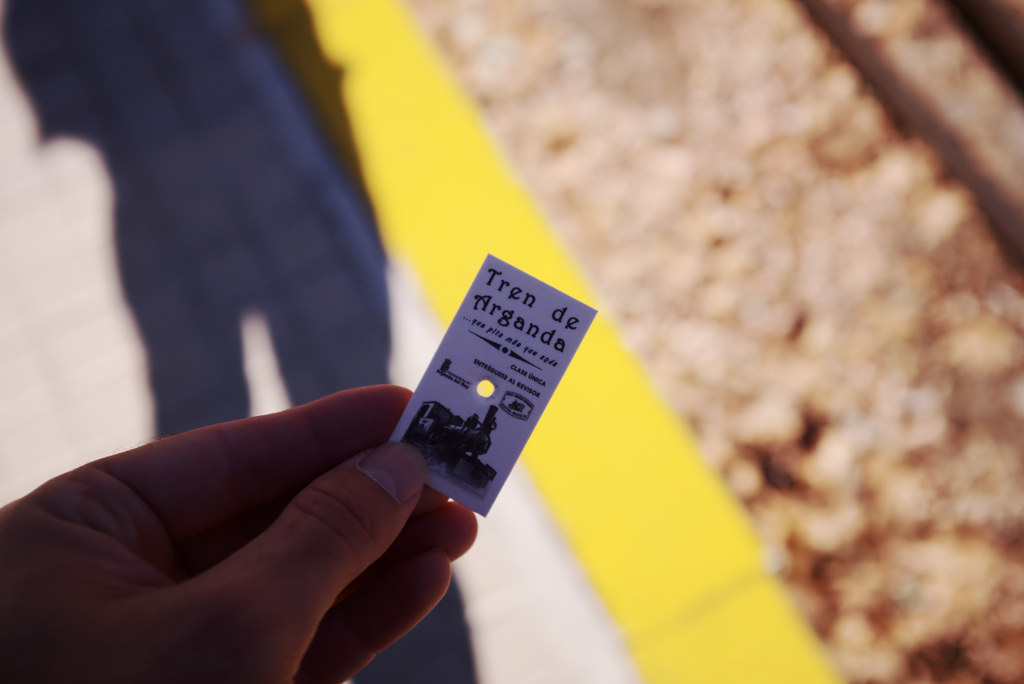 Tren de
Arganda
...que pita más que anda
CLASE ÚNICA
ENTRÉGUESE AL REVISOR